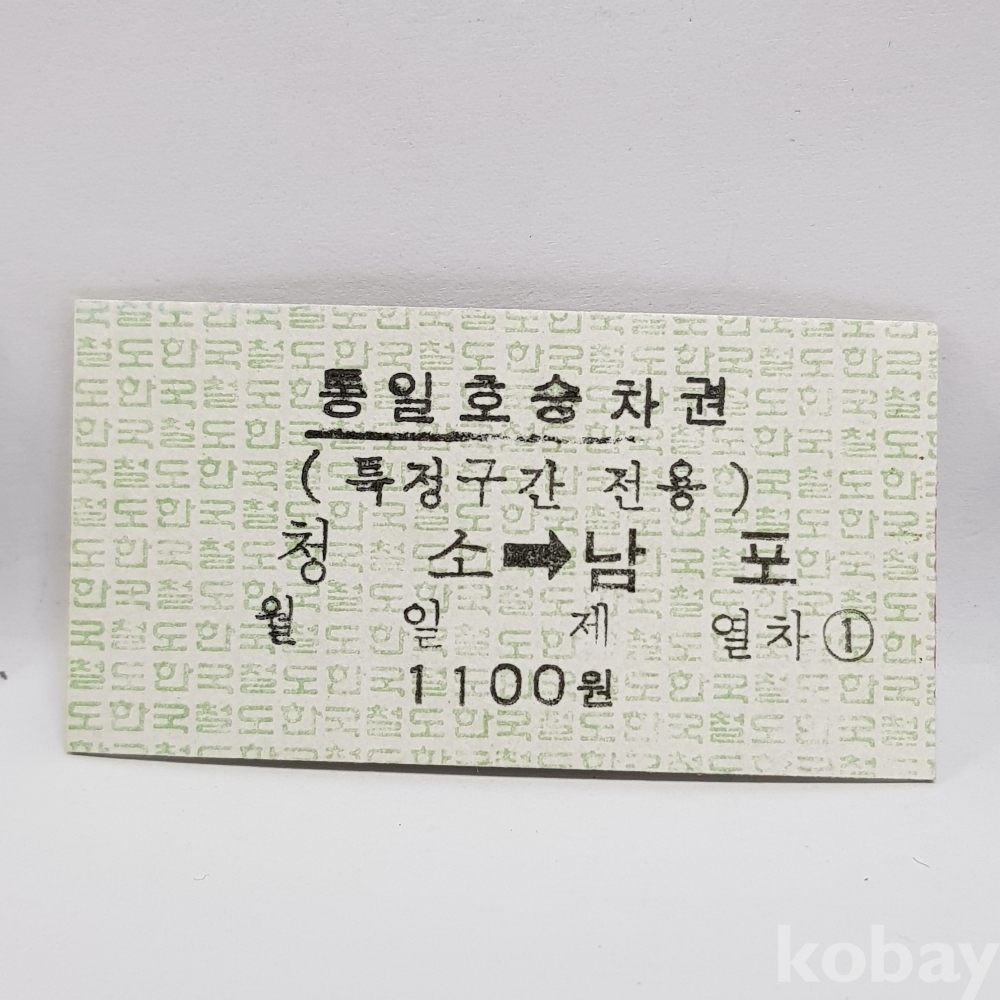 통일호승차권
(특정구간 전용)
청 소➡남 포
월 일 제 열차①
1100원
kobay